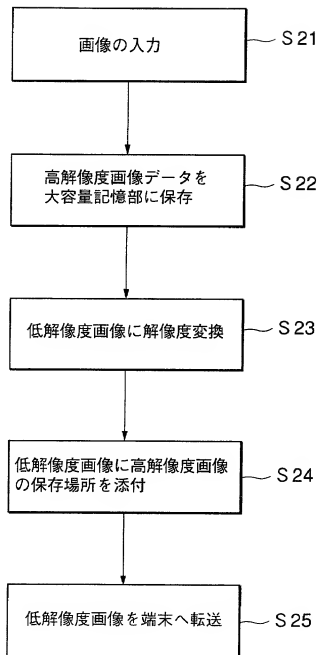 画像の入力
S21
高解像度画像データを
大容量記憶部に保存
S22
低解像度画像に解像度変換
S23
低解像度画像に高解像度画像
の保存場所を添付
S24
低解像度画像を端末へ転送
S25